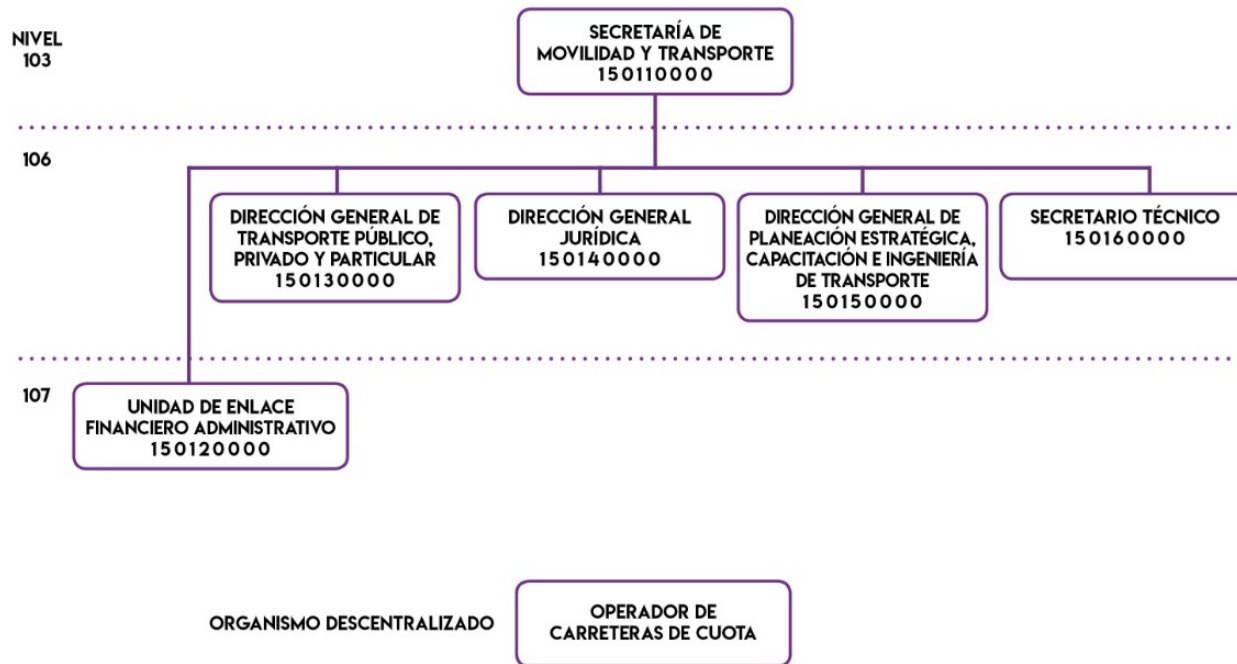 NIVEL
103
SECRETARÍA DE
MOVILIDAD Y TRANSPORTE
150110000
106
DIRECCIÓN GENERAL DE
TRANSPORTE PÚBLICO,
PRIVADO Y PARTICULAR
150130000
DIRECCIÓN GENERAL
JURÍDICA
150140000
DIRECCIÓN GENERAL DE
PLANEACIÓN ESTRATÉGICA,
CAPACITACIÓN E INGENIERÍA
DE TRANSPORTE
150150000
SECRETARIO TÉCNICO
150160000
107
UNIDAD DE ENLACE
FINANCIERO ADMINISTRATIVO
150120000
ORGANISMO DESCENTRALIZADO
OPERADOR DE
CARRETERAS DE CUOTA